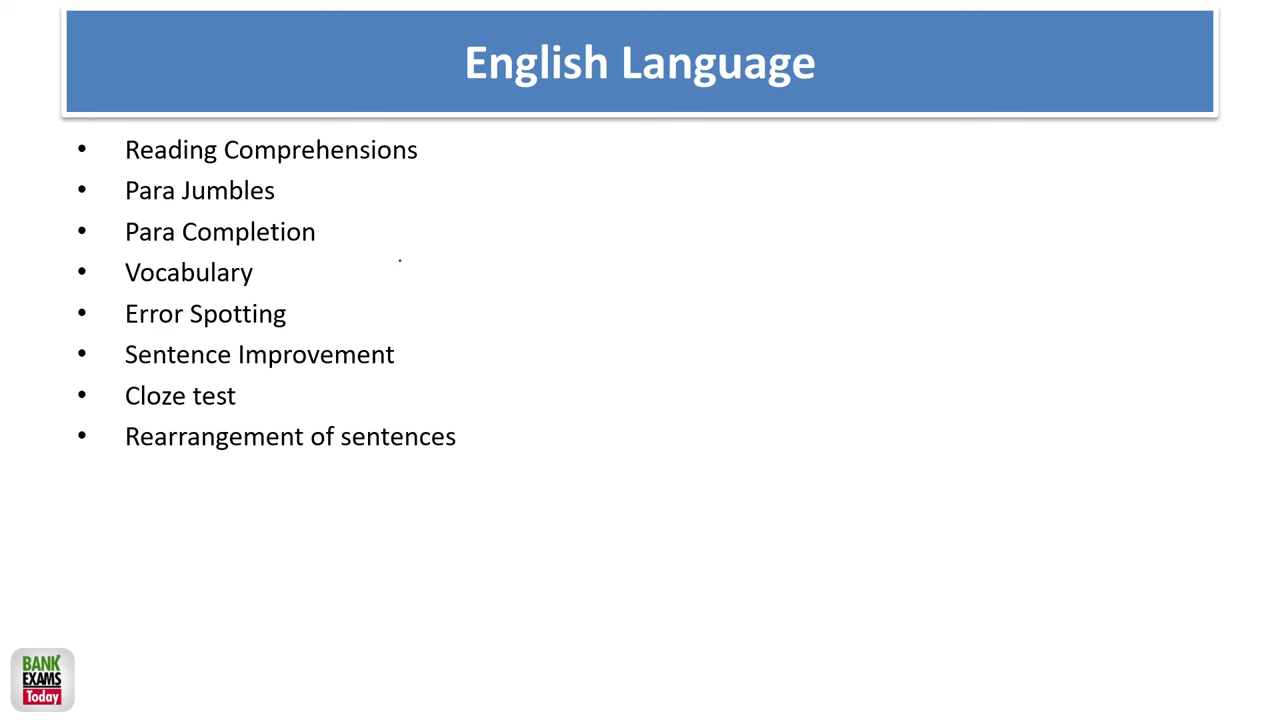 English Language
• Reading Comprehensions
• Para Jumbles
• Para Completion
• Vocabulary
• Error Spotting
• Sentence Improvement
• Cloze test
• Rearrangement of sentences
BANK
EXAMS
Today